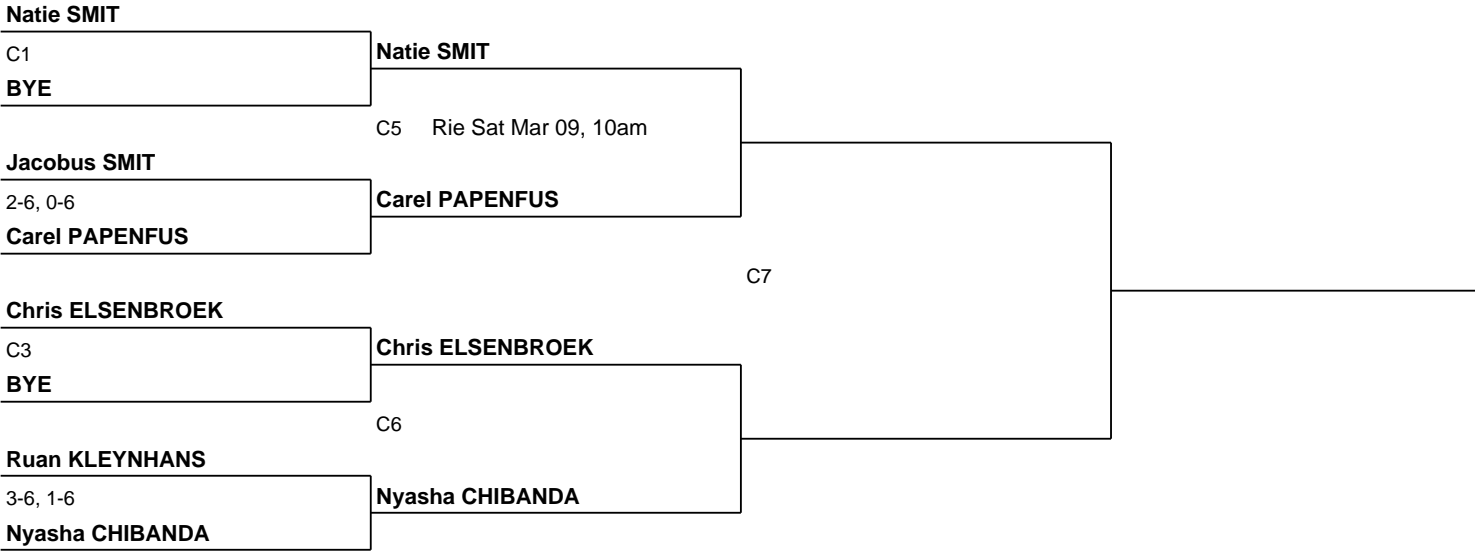 Natie SMIT
C1
Natie SMIT
BYE
C5 Rie Sat Mar 09, 10am
Jacobus SMIT
2-6, 0-6
Carel PAPENFUS
Carel PAPENFUS
C7
Chris ELSENBROEK
C3
Chris ELSENBROEK
BYE
C6
Ruan KLEYNHANS
3-6, 1-6
Nyasha CHIBANDA
Nyasha CHIBANDA